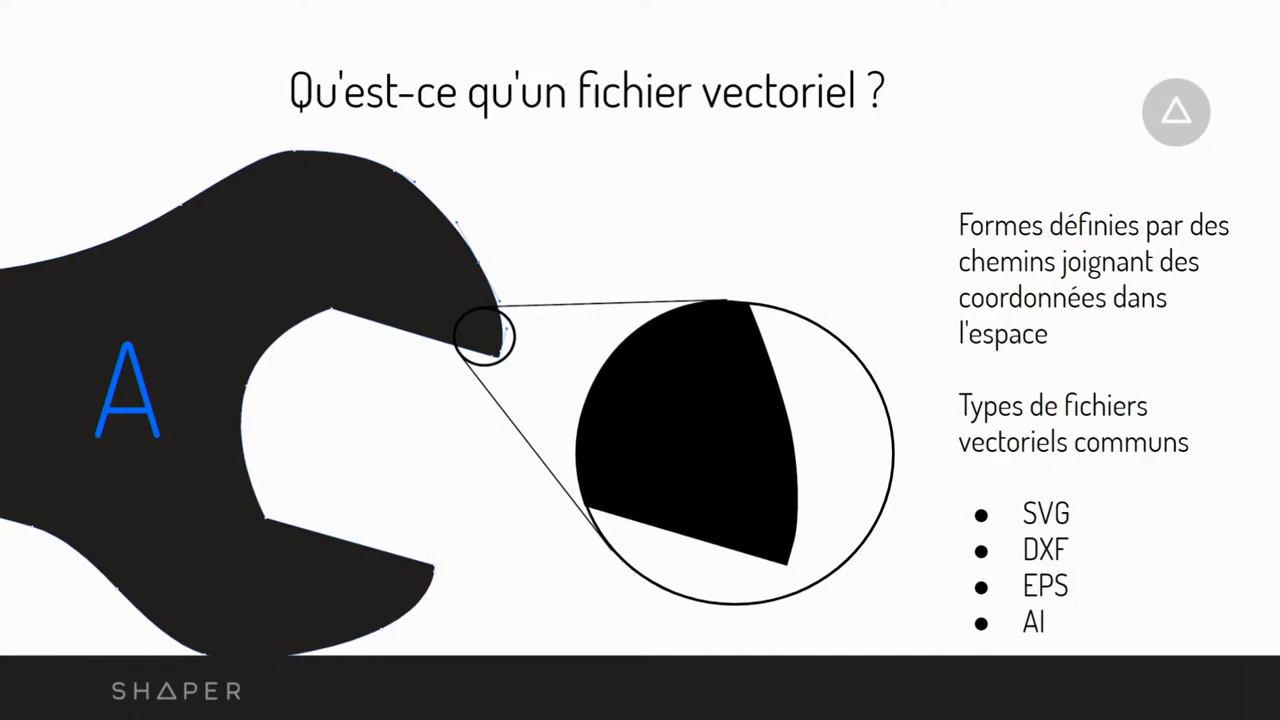 Qu'est-ce qu'un fichier vectoriel ?
A
Formes définies par des
chemins joignant des
coordonnées dans
l'espace
Types de fichiers
vectoriels communs
● SVG
● DXF
● EPS
● AI
SHAPER